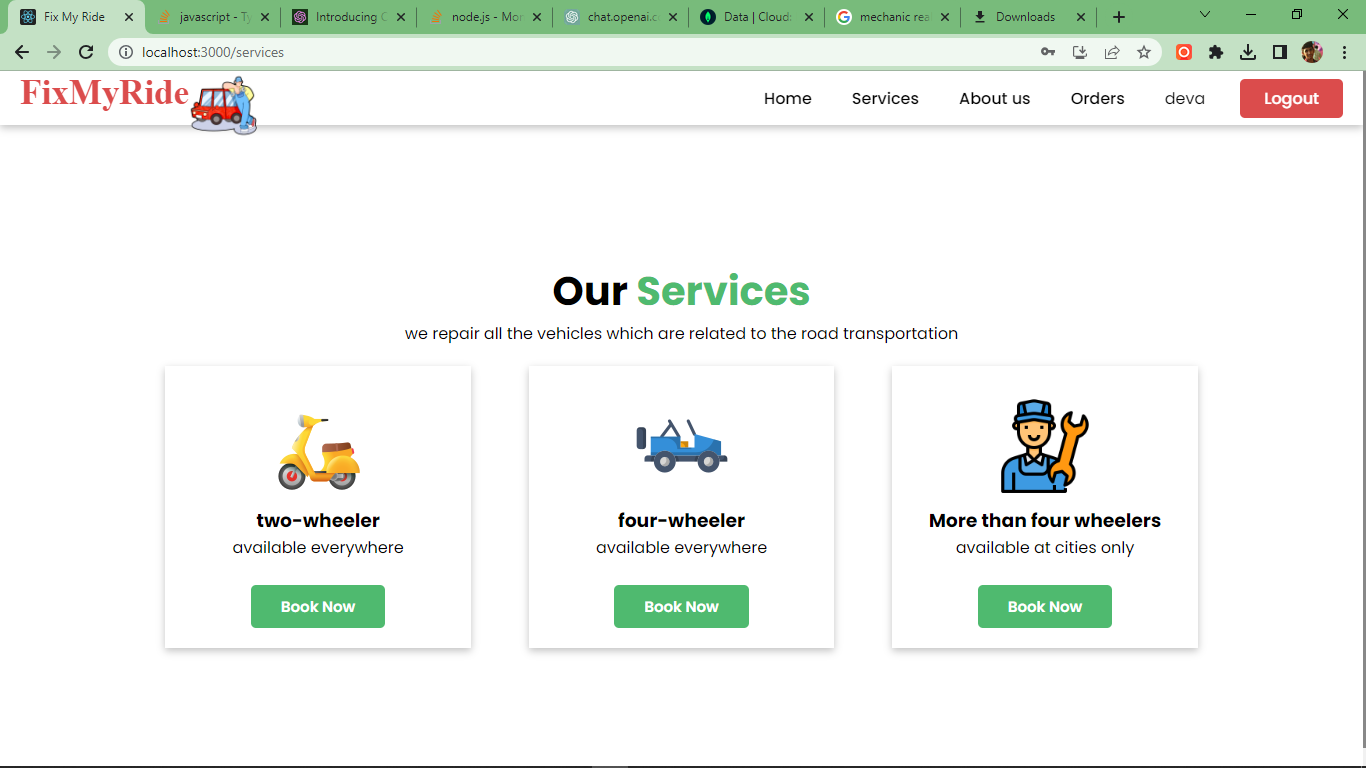 Fix My Ride
javascript - Ty
Introducing C
node.js - Mon
chat.openai.c
Data | Cloud:
mechanic rea
Downloads
localhost:3000/services
FixMyRide
Home
Services
About us
Orders
deva
Logout
Our Services
we repair all the vehicles which are related to the road transportation
two-wheeler
available everywhere
Book Now
four-wheeler
available everywhere
Book Now
More than four wheelers
available at cities only
Book Now